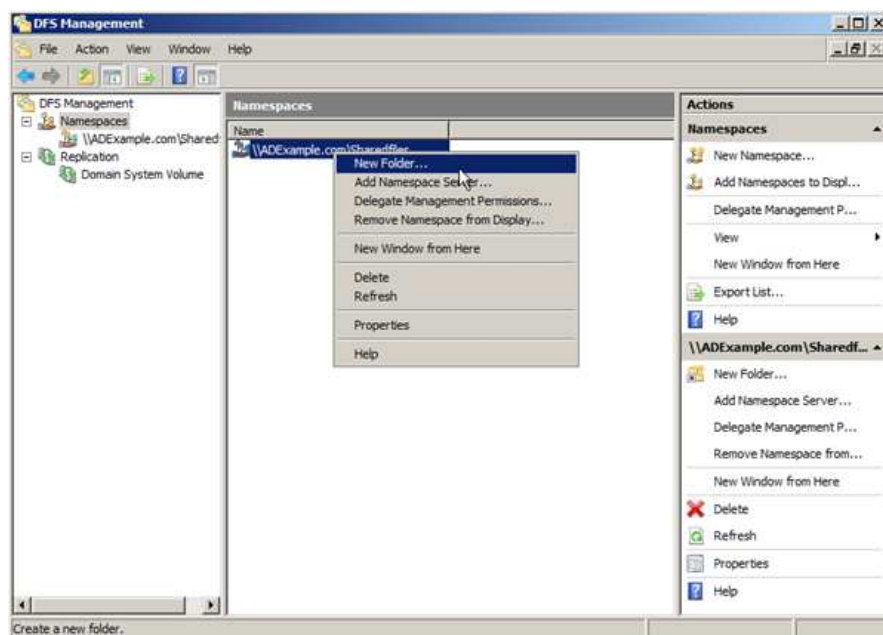 DFS Management
File Action View Window Help
DFS Management
Namespaces
\\ADExample.com\Shared
Replication
Domain System Volume
Namespaces
Name
\\ADExample.com\Sharedffler
New Folder...
Add Namespace Server...
Delegate Management Permissions...
Remove Namespace from Display...
New Window from Here
Delete
Refresh
Properties
Help
Actions
Namespaces
New Namespace...
Add Namespaces to Displ...
Delegate Management P...
View
New Window from Here
Export List...
Help
\\ADExample.com\Sharedf...
New Folder...
Add Namespace Server...
Delegate Management P...
Remove Namespace from...
New Window from Here
Delete
Refresh
Properties
Help
Create a new folder.